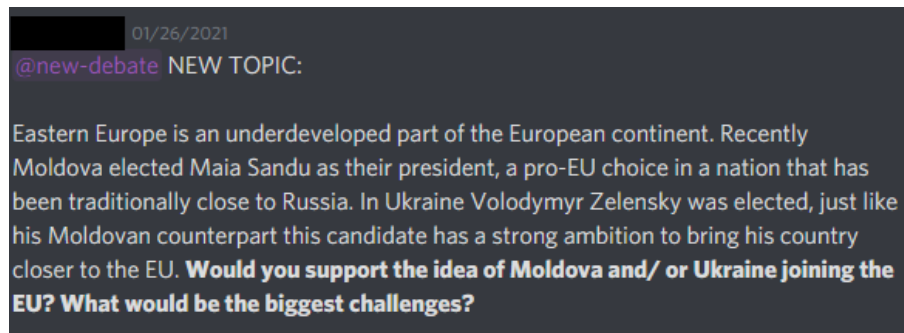 01/26/2021
@new-debate NEW TOPIC:
Eastern Europe is an underdeveloped part of the European continent. Recently
Moldova elected Maia Sandu as their president, a pro-EU choice in a nation that has
been traditionally close to Russia. In Ukraine Volodymyr Zelensky was elected, just like
his Moldovan counterpart this candidate has a strong ambition to bring his country
closer to the EU. Would you support the idea of Moldova and/ or Ukraine joining the
EU? What would be the biggest challenges?